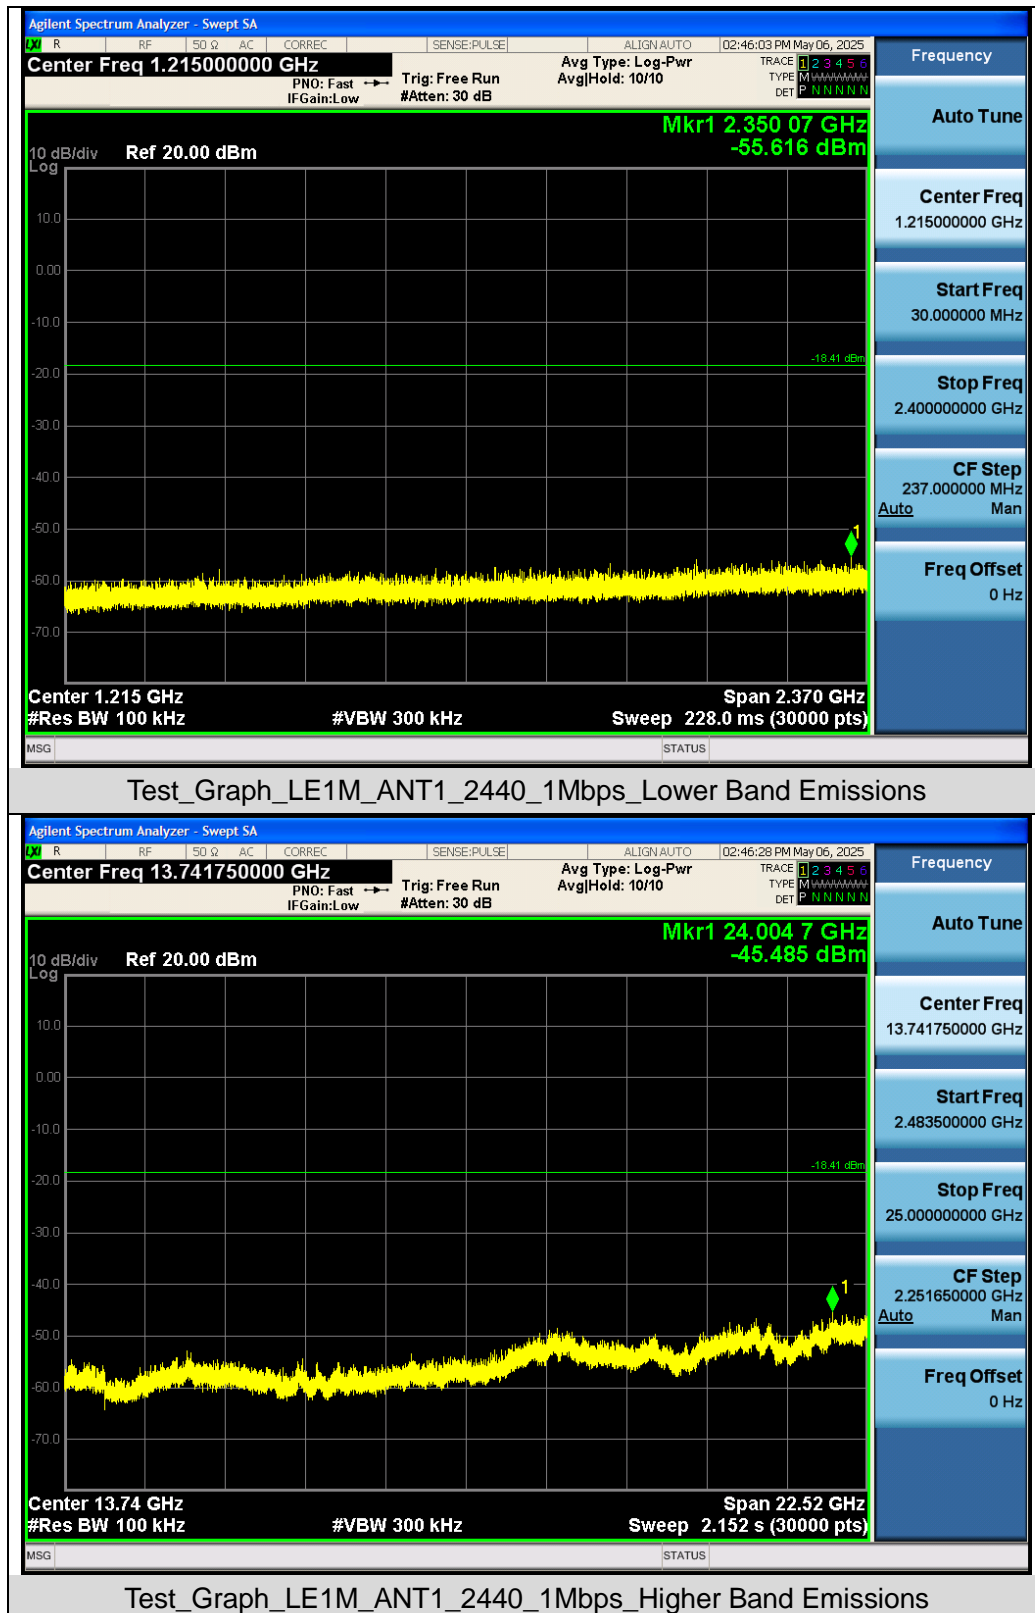 Agilent Spectrum Analyzer - Swept SA
LXI R RF 50 Ω AC CORREC SENSE:PULSE ALIGN AUTO 02:46:03 PM May 06, 2025
Center Freq 1.215000000 GHz
PNO: Fast
IFGain:Low
Trig: Free Run
#Atten: 30 dB
Avg Type: Log-Pwr
Avg|Hold: 10/10
TRACE 1 2 3 4 5 6
TYPE M WWWWW
DET P N N N N N
Mkr1 2.350 07 GHz
-55.616 dBm
10 dB/div
Log
Ref 20.00 dBm
10.0
0.00
-10.0
-18.41 dBm
-20.0
-30.0
-40.0
-50.0
1
-60.0
-70.0
Center 1.215 GHz
Span 2.370 GHz
#Res BW 100 kHz
#VBW 300 kHz
Sweep 228.0 ms (30000 pts)
MSG
STATUS
Frequency
Auto Tune
Center Freq
1.215000000 GHz
Start Freq
30.000000 MHz
Stop Freq
2.400000000 GHz
CF Step
237.000000 MHz
Auto Man
Freq Offset
0 Hz
Test_Graph_LE1M_ANT1_2440_1Mbps_Lower Band Emissions
Agilent Spectrum Analyzer - Swept SA
LXI R RF 50 Ω AC CORREC SENSE:PULSE ALIGN AUTO 02:46:28 PM May 06, 2025
Center Freq 13.741750000 GHz
PNO: Fast
IFGain:Low
Trig: Free Run
#Atten: 30 dB
Avg Type: Log-Pwr
Avg|Hold: 10/10
TRACE 1 2 3 4 5 6
TYPE M WWWWW
DET P N N N N N
Mkr1 24.004 7 GHz
-45.485 dBm
10 dB/div
Log
Ref 20.00 dBm
10.0
0.00
-10.0
-18.41 dBm
-20.0
-30.0
-40.0
1
-50.0
-60.0
-70.0
Center 13.74 GHz
Span 22.52 GHz
#Res BW 100 kHz
#VBW 300 kHz
Sweep 2.152 s (30000 pts)
MSG
STATUS
Frequency
Auto Tune
Center Freq
13.741750000 GHz
Start Freq
2.483500000 GHz
Stop Freq
25.000000000 GHz
CF Step
2.251650000 GHz
Auto Man
Freq Offset
0 Hz
Test_Graph_LE1M_ANT1_2440_1Mbps_Higher Band Emissions